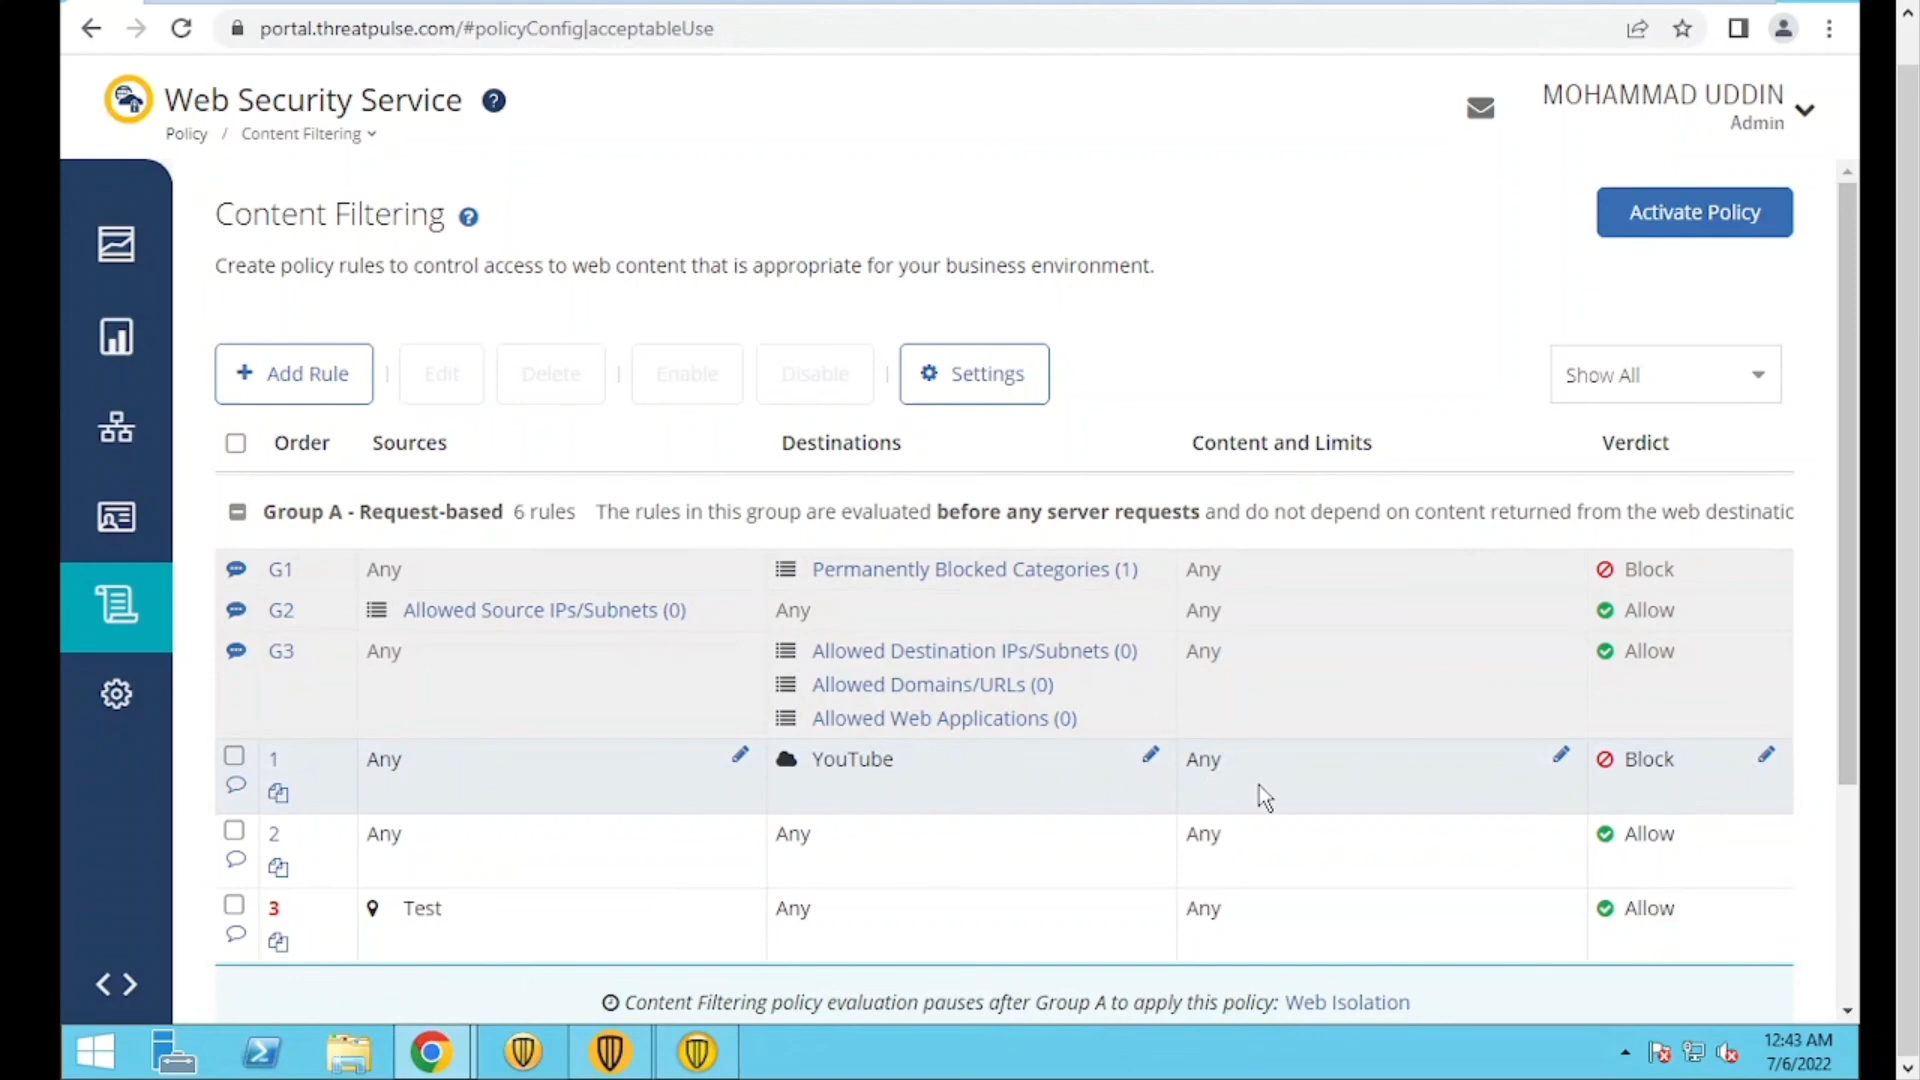 portal.threatpulse.com/#policyConfig|acceptableUse
Web Security Service ?
MOHAMMAD UDDIN
Admin
Policy / Content Filtering
Content Filtering ?
Activate Policy
Create policy rules to control access to web content that is appropriate for your business environment.
+ Add Rule | Edit Delete | Enable Disable | Settings Show All
Order Sources Destinations Content and Limits Verdict
Group A - Request-based 6 rules The rules in this group are evaluated before any server requests and do not depend on content returned from the web destinatic
G1 Any Permanently Blocked Categories (1) Any Block
G2 Allowed Source IPs/Subnets (0) Any Any Allow
G3 Any Allowed Destination IPs/Subnets (0) Any Allow
Allowed Domains/URLs (0)
Allowed Web Applications (0)
1 Any YouTube Any Block
2 Any Any Any Allow
3 Test Any Any Allow
Content Filtering policy evaluation pauses after Group A to apply this policy: Web Isolation
12:43 AM
7/6/2022